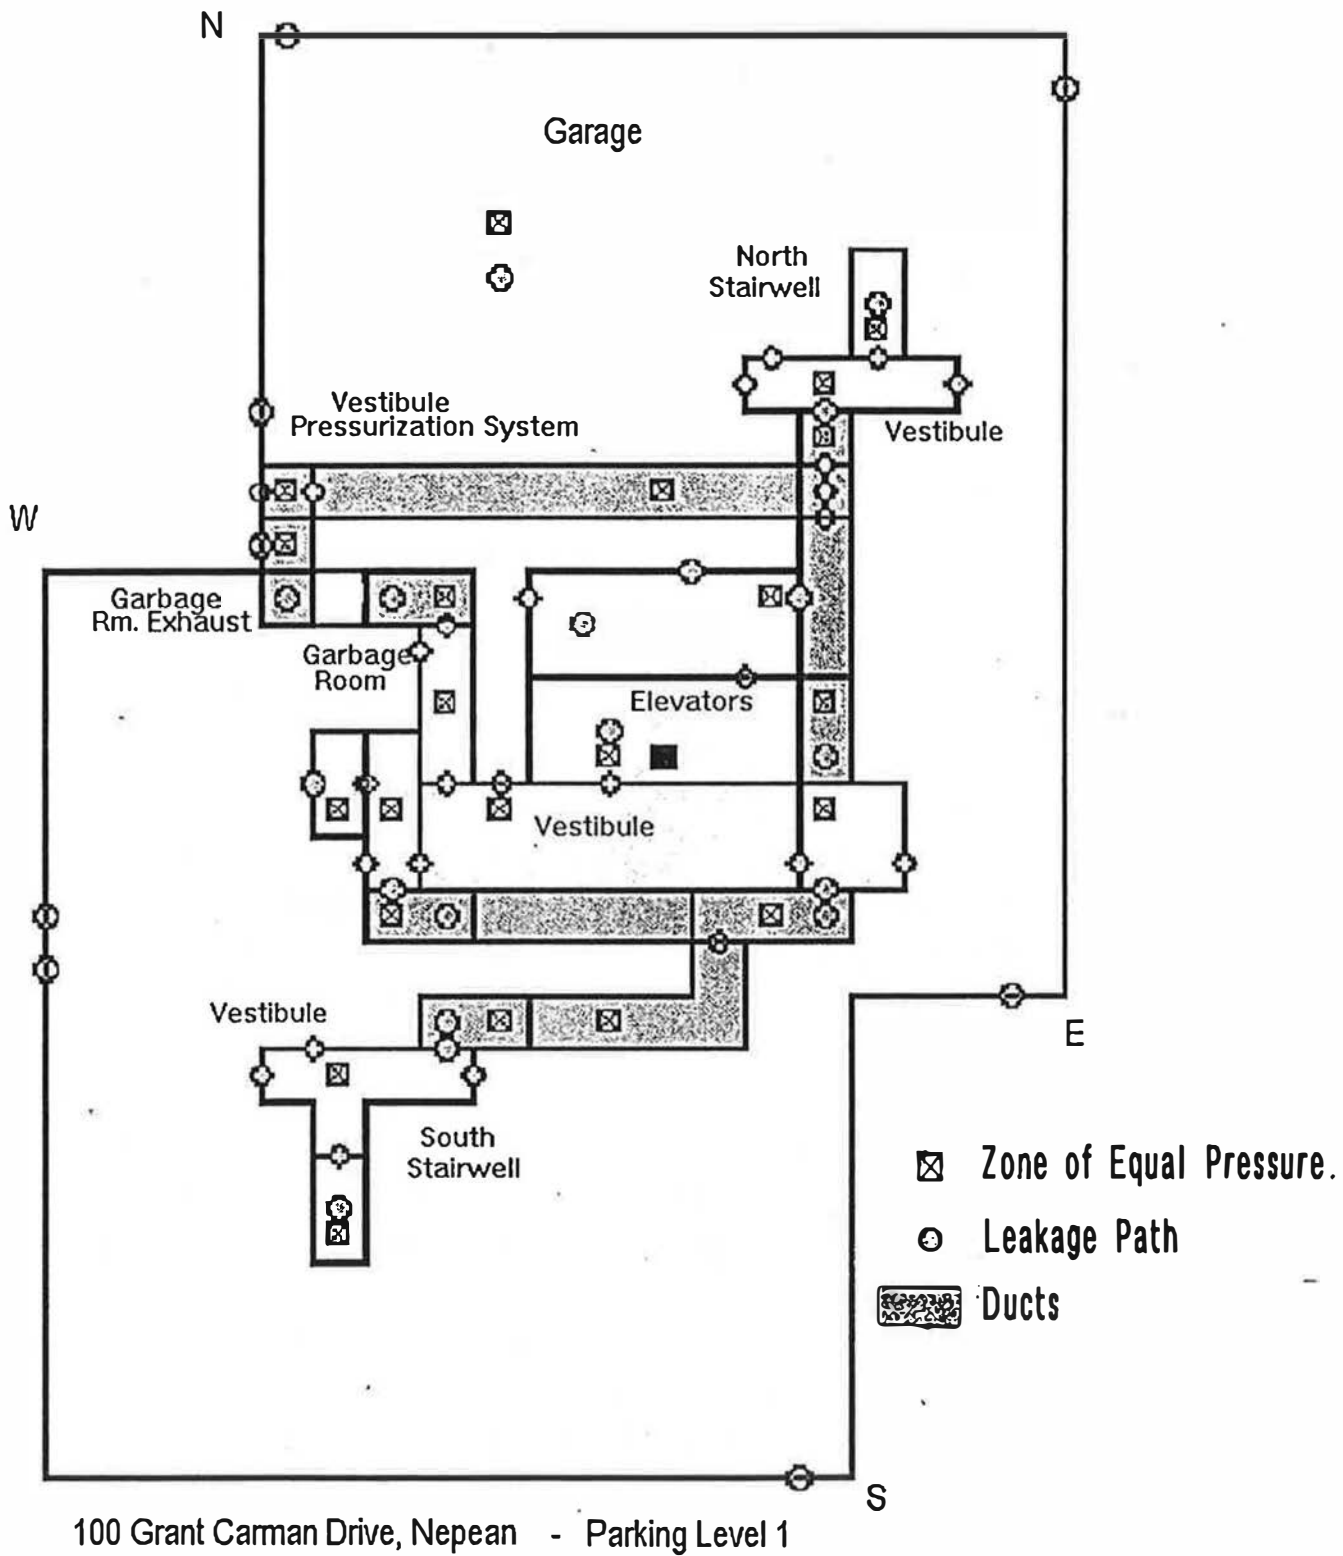 N
Garage
North
Stairwell
Vestibule
Pressurization System
Vestibule
W
Garbage
Rm. Exhaust
Garbage
Room
Elevators
Vestibule
Vestibule
E
South
Stairwell
Zone of Equal Pressure.
Leakage Path
Ducts
S
100 Grant Carman Drive, Nepean - Parking Level 1